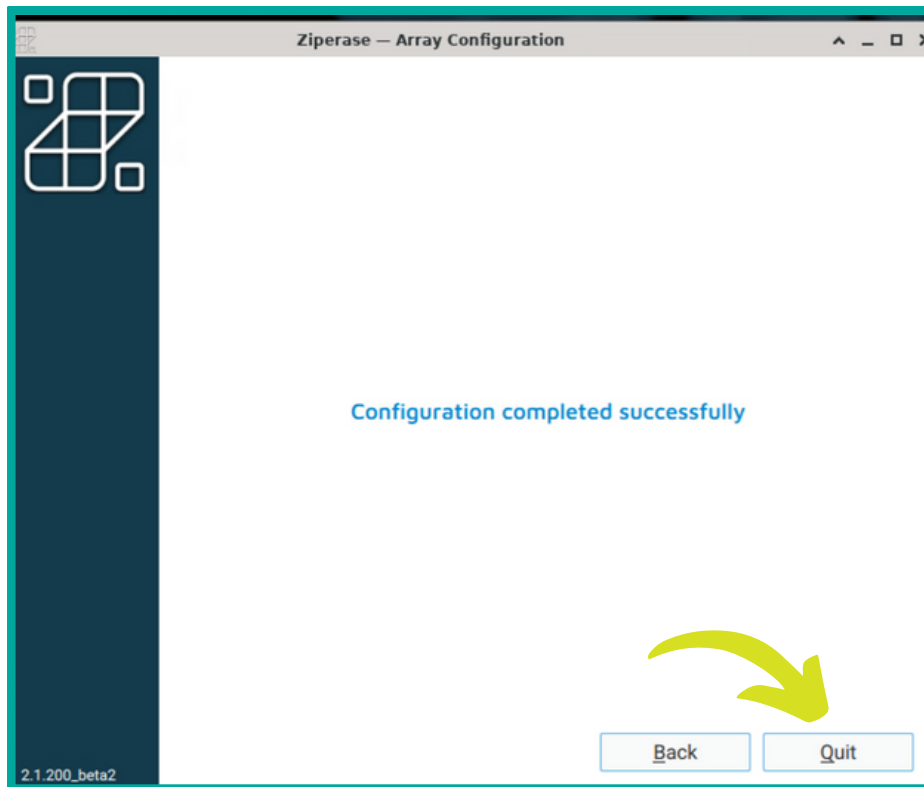 Ziperase — Array Configuration
Configuration completed successfully
Back
Quit
2.1.200_beta2